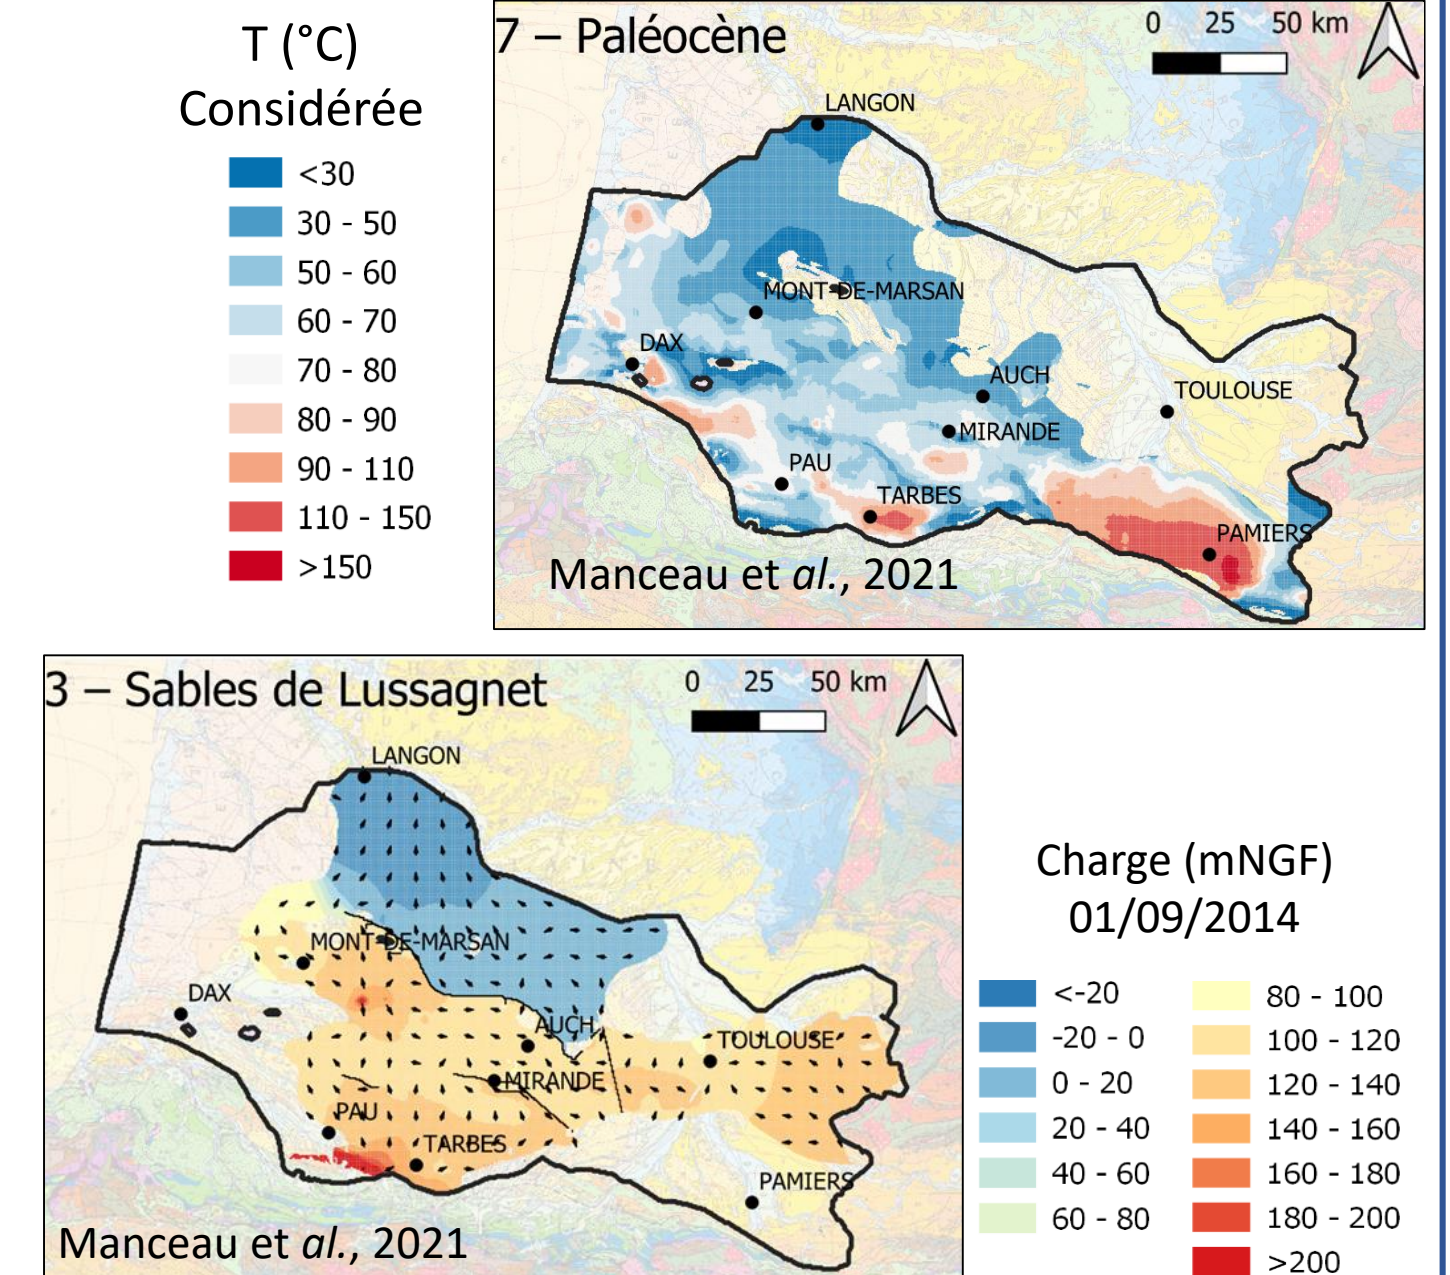 T (°C)
Considérée
<30
30 - 50
50 - 60
60 - 70
70 - 80
80 - 90
90 - 110
110 - 150
>150
7 – Paléocène
0 25 50 km
LANGON
MONT-DE-MARSAN
DAX
AUCH
TOULOUSE
MIRANDE
PAU
TARBES
PAMIERS
Manceau et al., 2021
3 – Sables de Lussagnet
0 25 50 km
LANGON
MONT-DE-MARSAN
DAX
AUCH
TOULOUSE
MIRANDE
PAU
TARBES
PAMIERS
Manceau et al., 2021
Charge (mNGF)
01/09/2014
<-20
-20 - 0
0 - 20
20 - 40
40 - 60
60 - 80
80 - 100
100 - 120
120 - 140
140 - 160
160 - 180
180 - 200
>200